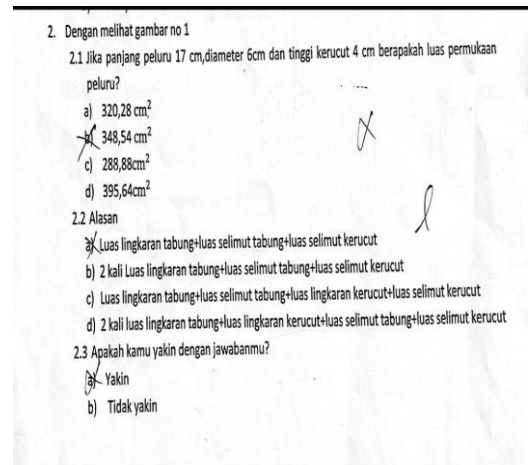 2. Dengan melihat gambar no 1
2.1 Jika panjang peluru 17 cm,diameter 6cm dan tinggi kerucut 4 cm berapakah luas permukaan
peluru?
a) 320,28 cm²
b) 348,54 cm²
c) 288,88cm²
d) 395,64cm²
2.2 Alasan
a) Luas lingkaran tabung+luas selimut tabung+luas selimut kerucut
b) 2 kali Luas lingkaran tabung+luas selimut tabung+luas selimut kerucut
c) Luas lingkaran tabung+luas selimut tabung+luas lingkaran kerucut+luas selimut kerucut
d) 2 kali luas lingkaran tabung+luas lingkaran kerucut+luas selimut tabung+luas selimut kerucut
2.3 Apakah kamu yakin dengan jawabanmu?
a) Yakin
b) Tidak yakin